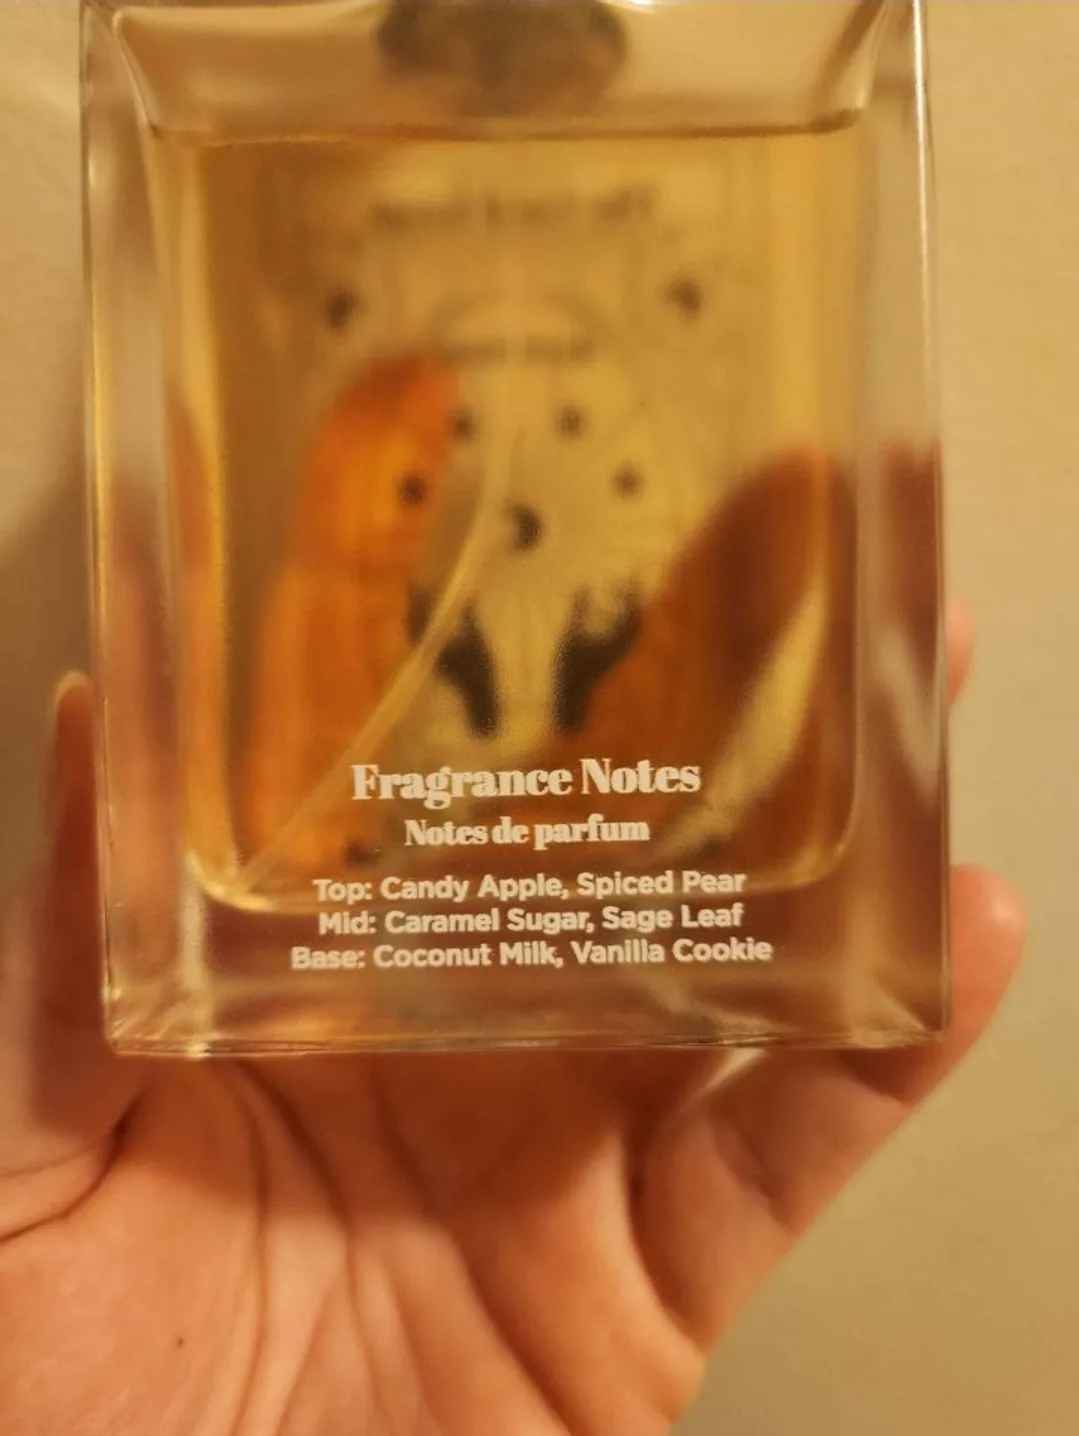 Fragrance Notes
Notes de parfum
Top: Candy Apple, Spiced Pear
Mid: Caramel Sugar, Sage Leaf
Base: Coconut Milk, Vanilla Cookie